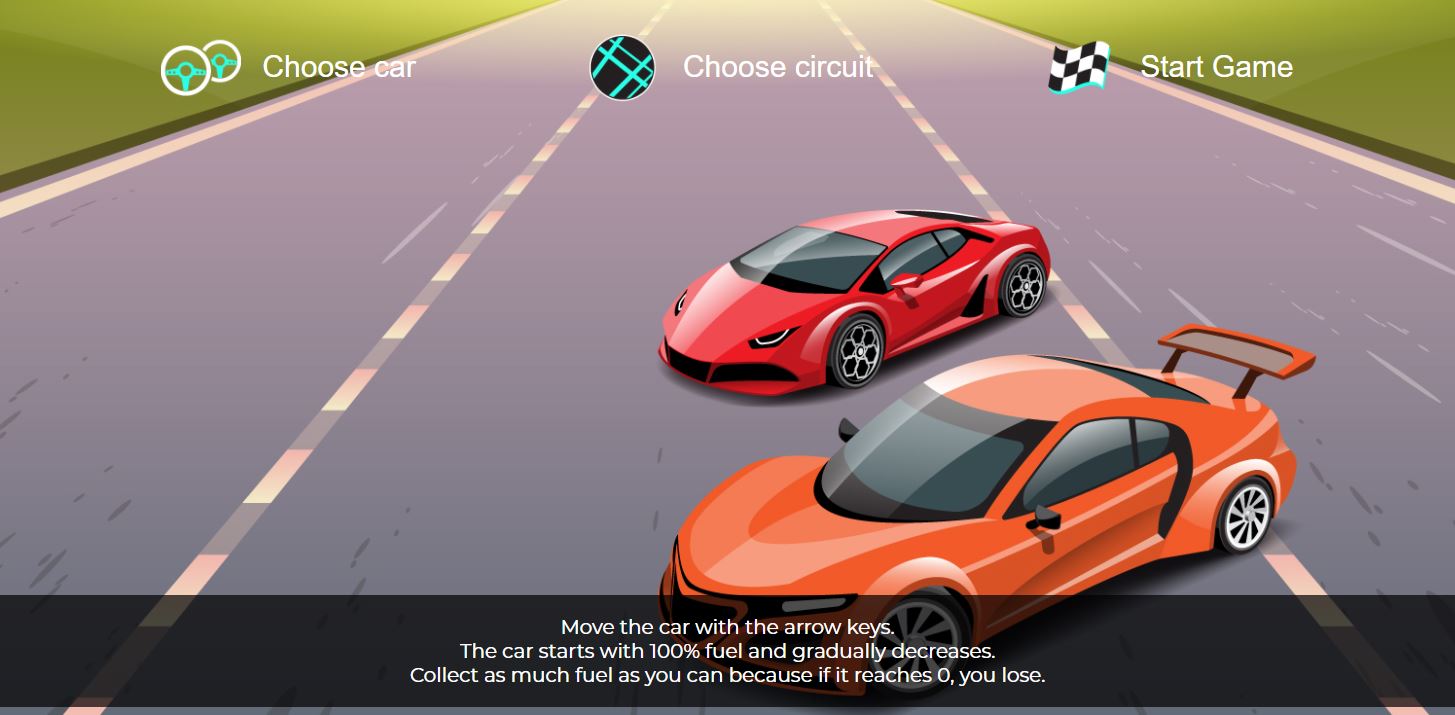 Choose car
Choose circuit
Start Game
Move the car with the arrow keys.
The car starts with 100% fuel and gradually decreases.
Collect as much fuel as you can because if it reaches 0, you lose.